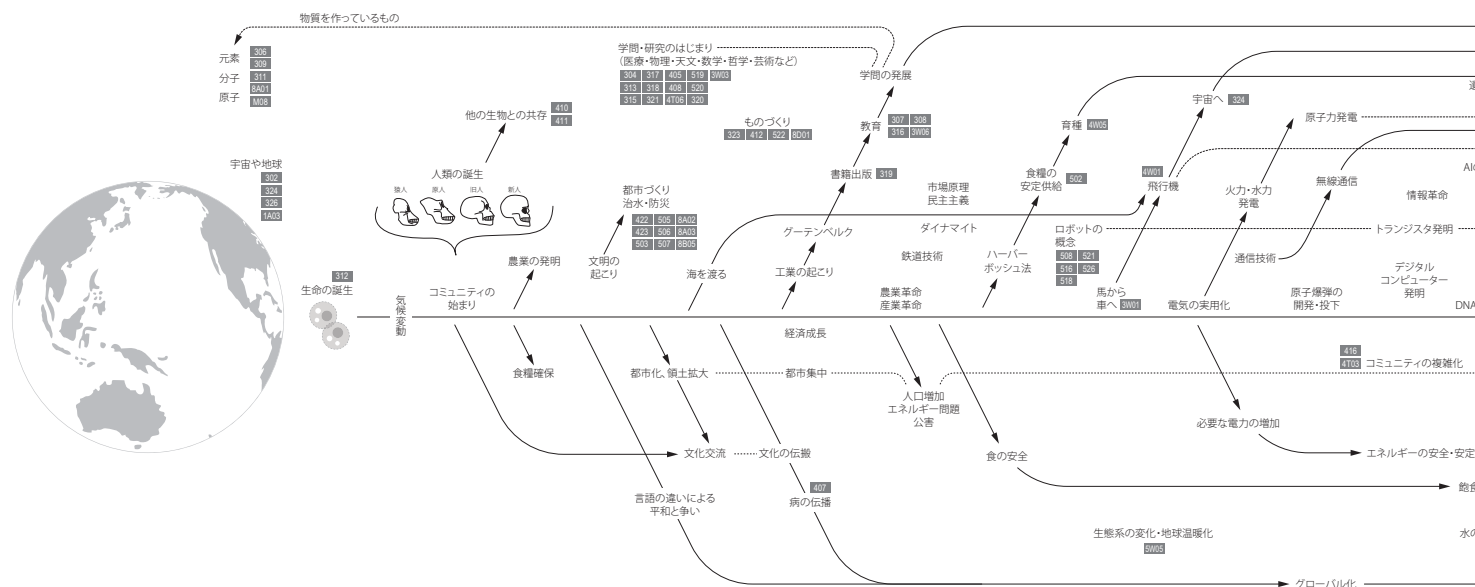 物質を作っているもの
元素
分子
原子
306
309
311
8A01
M08
宇宙や地球
302
324
326
1A03
312
生命の誕生
気候変動
他の生物との共存
410
411
人類の誕生
猿人
原人
旧人
新人
農業の発明
コミュニティの
始まり
食糧確保
学問・研究のはじまり
（医療・物理・天文・数学・哲学・芸術など）
304 317 405 519 3W03
313 318 408 520
315 321 4T06 320
ものづくり
323 412 522 8D01
都市づくり
治水・防災
422 505 8A02
423 506 8A03
503 507 8B05
文明の
起こり
海を渡る
都市化、領土拡大
都市集中
文化交流
文化の伝搬
言語の違いによる
平和と争い
407
病の伝播
学問の発展
教育
307 308
316 3W06
書籍出版 319
グーテンベルク
工業の起こり
経済成長
市場原理
民主主義
ダイナマイト
鉄道技術
農業革命
産業革命
人口増加
エネルギー問題
公害
育種 4W05
食糧の
安定供給
502
ハーバー
ボッシュ法
食の安全
宇宙へ 324
4W01
飛行機
ロボットの
概念
508 521
516 526
518
馬から
車へ 3W01
原子力発電
火力・水力
発電
電気の実用化
必要な電力の増加
無線通信
通信技術
原子爆弾の
開発・投下
情報革命
トランジスタ発明
デジタル
コンピューター
発明
DNA
416
4T03
コミュニティの複雑化
エネルギーの安全・安定
飽食
生態系の変化・地球温暖化
5W05
水の
グローバル化